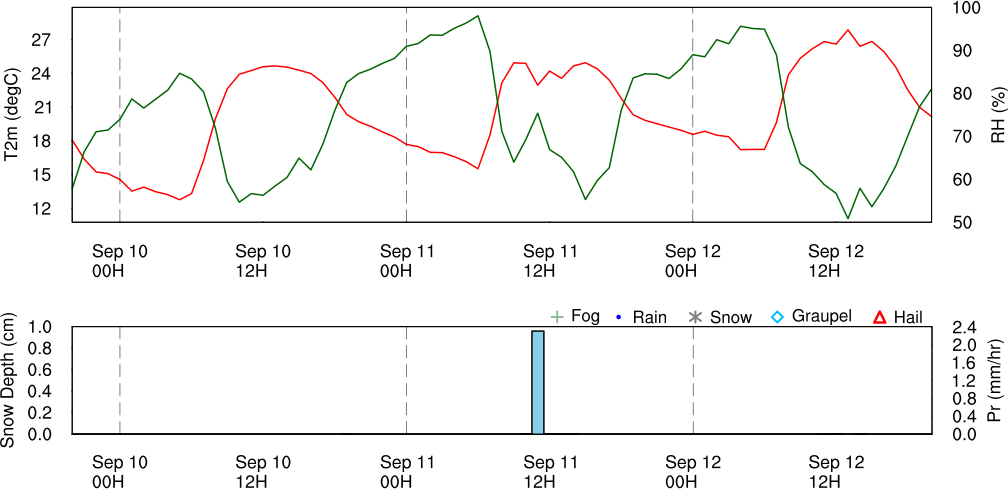 100
27
90
24
80
21
70
18
60
15
50
12
T2m (degC)
RH (%)
Sep 10 Sep 10 Sep 11 Sep 11 Sep 12 Sep 12
00H 12H 00H 12H 00H 12H
Fog Rain Snow Graupel Hail
1.0 2.4
0.8 2.0
0.6 1.6
1.2
0.4 0.8
0.2 0.4
0.0 0.0
Snow Depth (cm)
Pr (mm/hr)
Sep 10 Sep 10 Sep 11 Sep 11 Sep 12 Sep 12
00H 12H 00H 12H 00H 12H